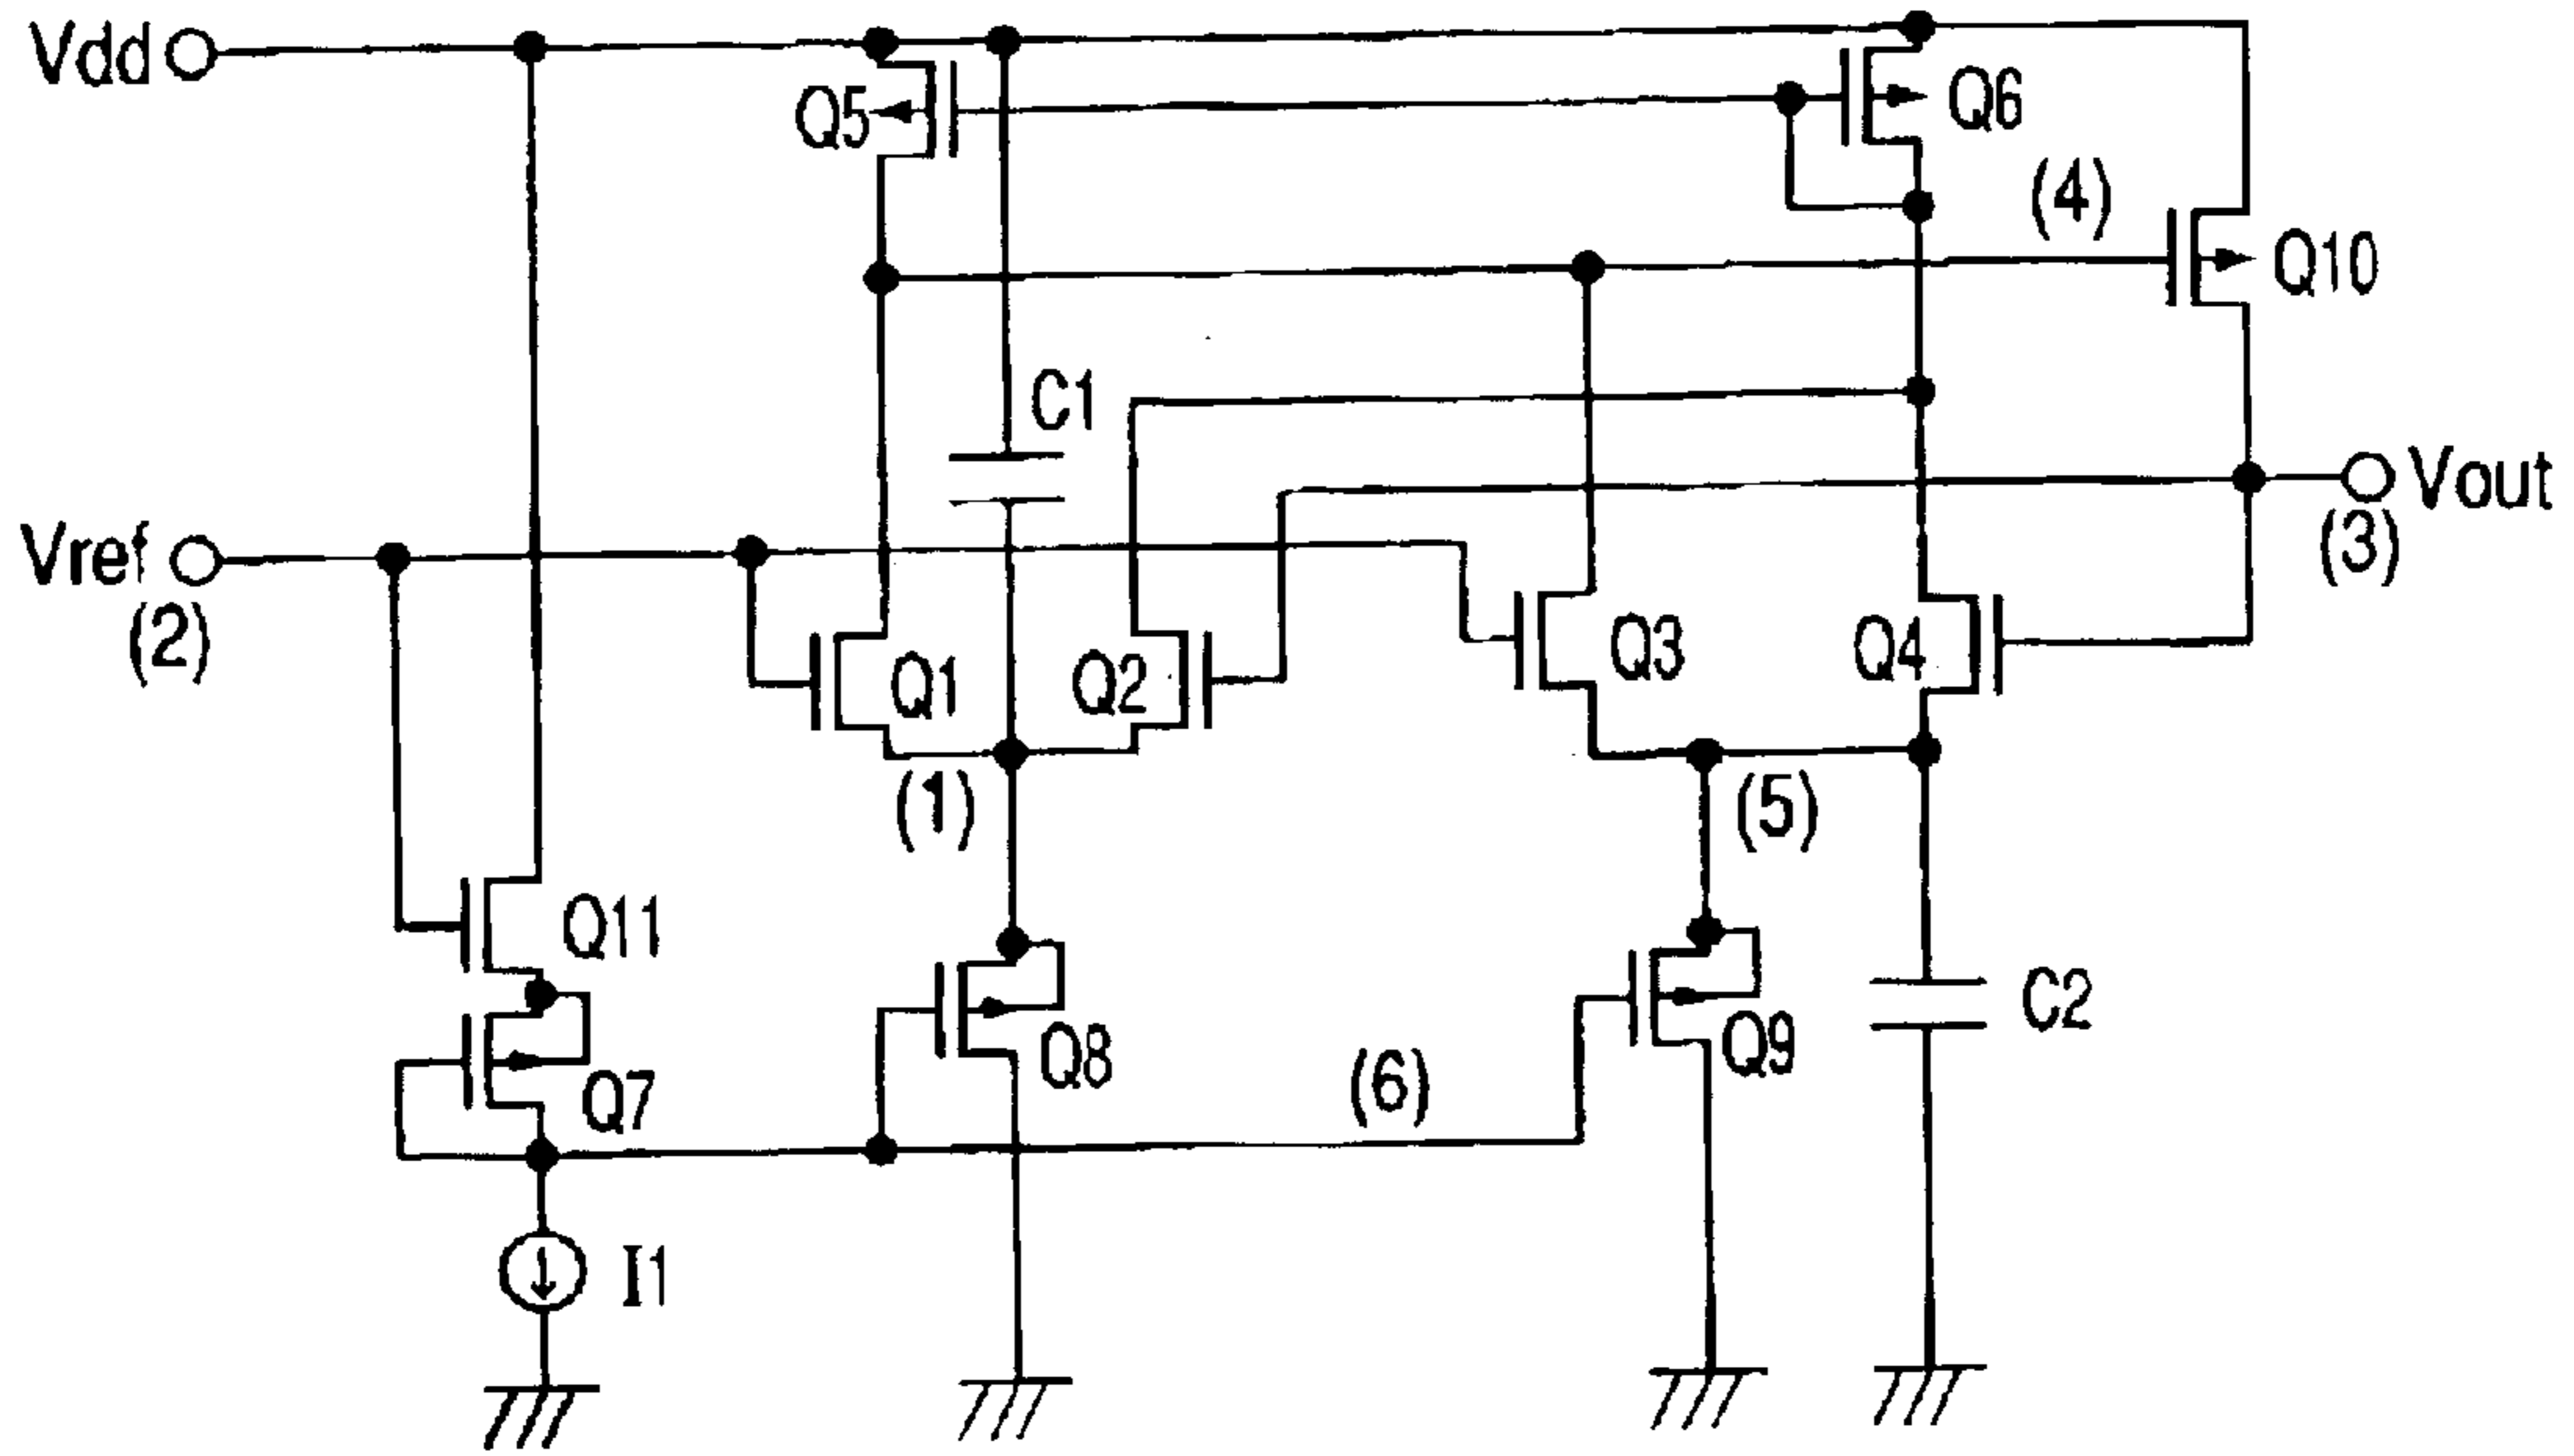 Vdd
Q5
Q6
(4)
Q10
C1
Vout
(3)
Vref
(2)
Q1
Q2
Q3
Q4
(1)
(5)
Q11
Q7
Q8
Q9
C2
(6)
I1